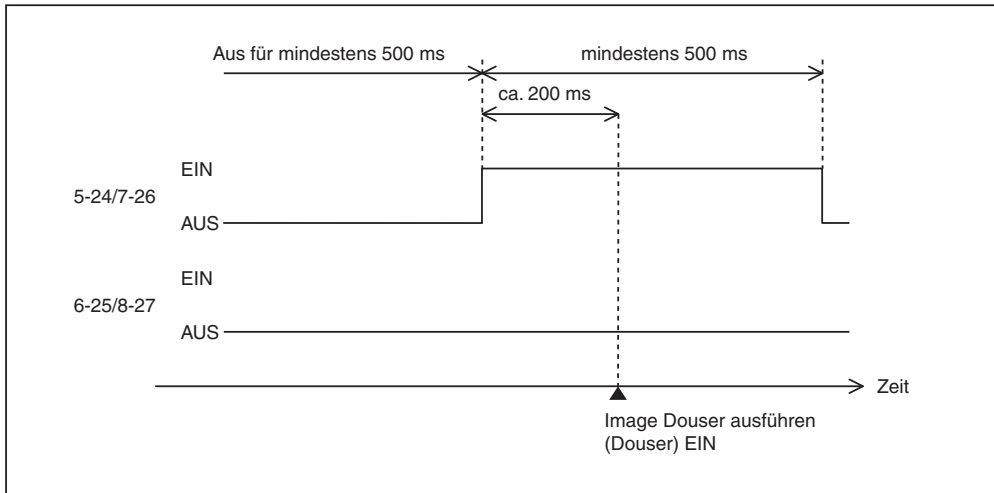 Aus für mindestens 500 ms
mindestens 500 ms
ca. 200 ms
EIN
5-24/7-26
AUS
EIN
6-25/8-27
AUS
Zeit
Image Douser ausführen
(Douser) EIN